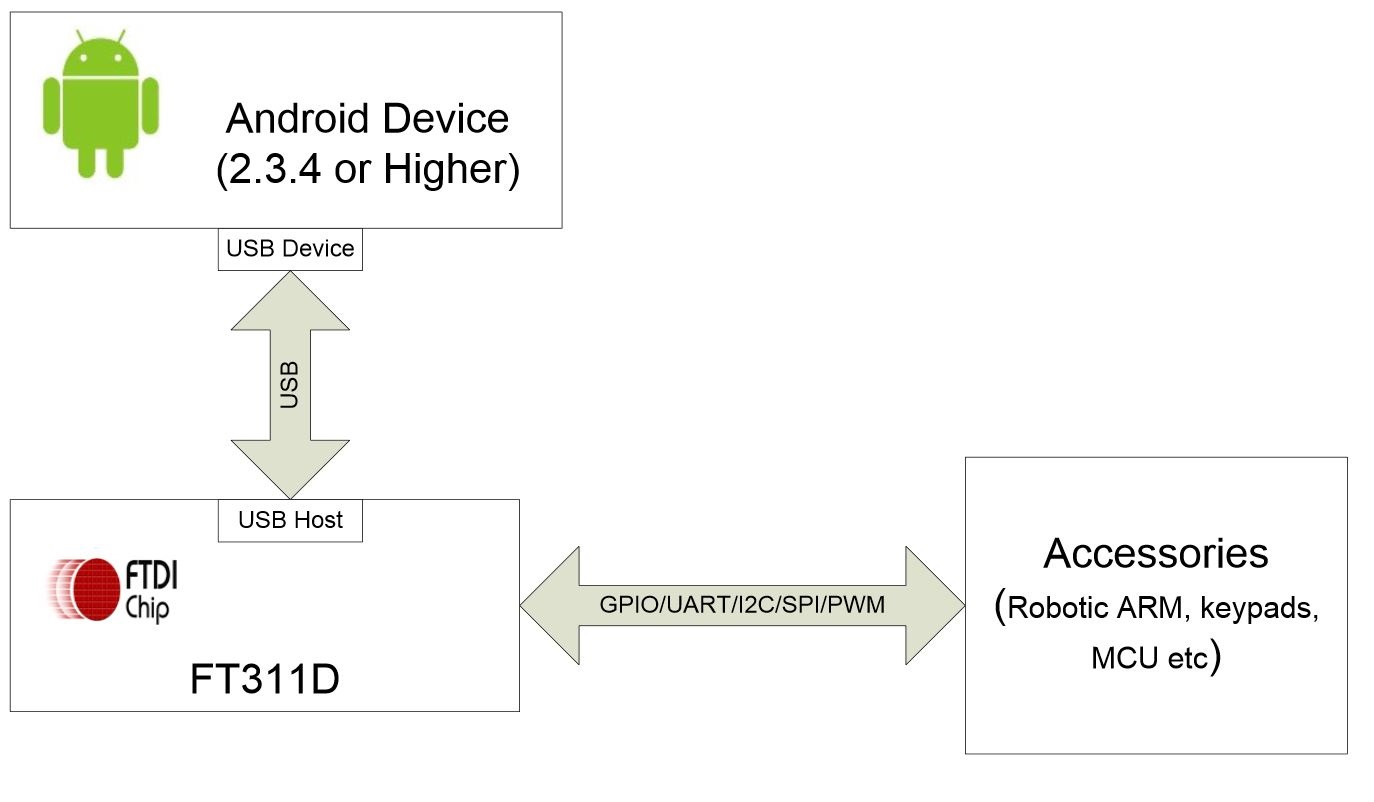 Android Device
(2.3.4 or Higher)
USB Device
USB
USB Host
FTDI
Chip
FT311D
GPIO/UART/I2C/SPI/PWM
Accessories
(Robotic ARM, keypads,
MCU etc)